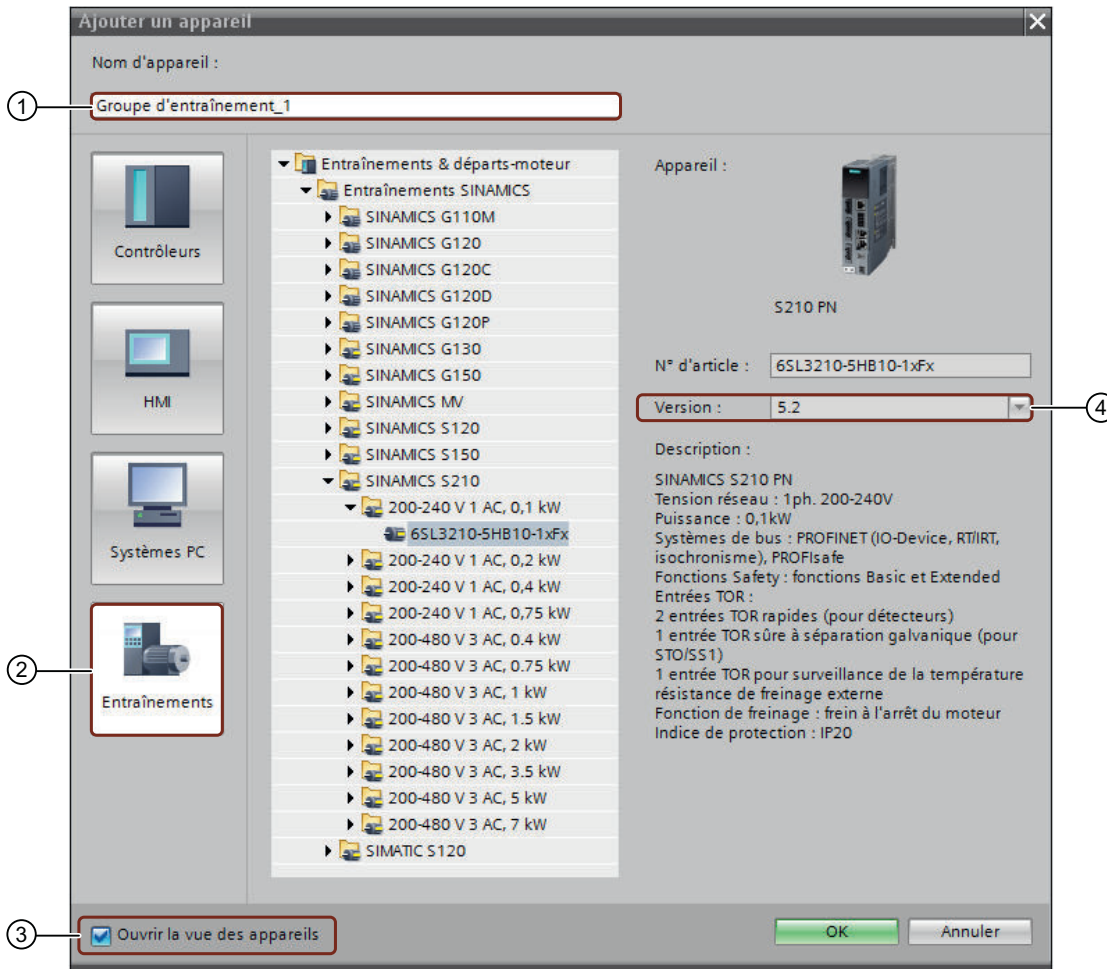 Ajouter un appareil
Nom d'appareil :
1
Groupe d'entraînement_1
Contrôleurs
HMI
Systèmes PC
2
Entraînements
Entraînements & départs-moteur
Entraînements SINAMICS
SINAMICS G110M
SINAMICS G120
SINAMICS G120C
SINAMICS G120D
SINAMICS G120P
SINAMICS G130
SINAMICS G150
SINAMICS MV
SINAMICS S120
SINAMICS S150
SINAMICS S210
200-240 V 1 AC, 0,1 kW
6SL3210-5HB10-1xFx
200-240 V 1 AC, 0,2 kW
200-240 V 1 AC, 0,4 kW
200-240 V 1 AC, 0,75 kW
200-480 V 3 AC, 0.4 kW
200-480 V 3 AC, 0.75 kW
200-480 V 3 AC, 1 kW
200-480 V 3 AC, 1.5 kW
200-480 V 3 AC, 2 kW
200-480 V 3 AC, 3.5 kW
200-480 V 3 AC, 5 kW
200-480 V 3 AC, 7 kW
SIMATIC S120
Appareil :
S210 PN
N° d'article : 6SL3210-5HB10-1xFx
Version : 5.2
4
Description :
SINAMICS S210 PN
Tension réseau : 1ph. 200-240V
Puissance : 0,1kW
Systèmes de bus : PROFINET (IO-Device, RT/IRT,
isochronisme), PROFIsafe
Fonctions Safety : fonctions Basic et Extended
Entrées TOR :
2 entrées TOR rapides (pour détecteurs)
1 entrée TOR sûre à séparation galvanique (pour
STO/SS1)
1 entrée TOR pour surveillance de la température
résistance de freinage externe
Fonction de freinage : frein à l'arrêt du moteur
Indice de protection : IP20
3
Ouvrir la vue des appareils
OK
Annuler